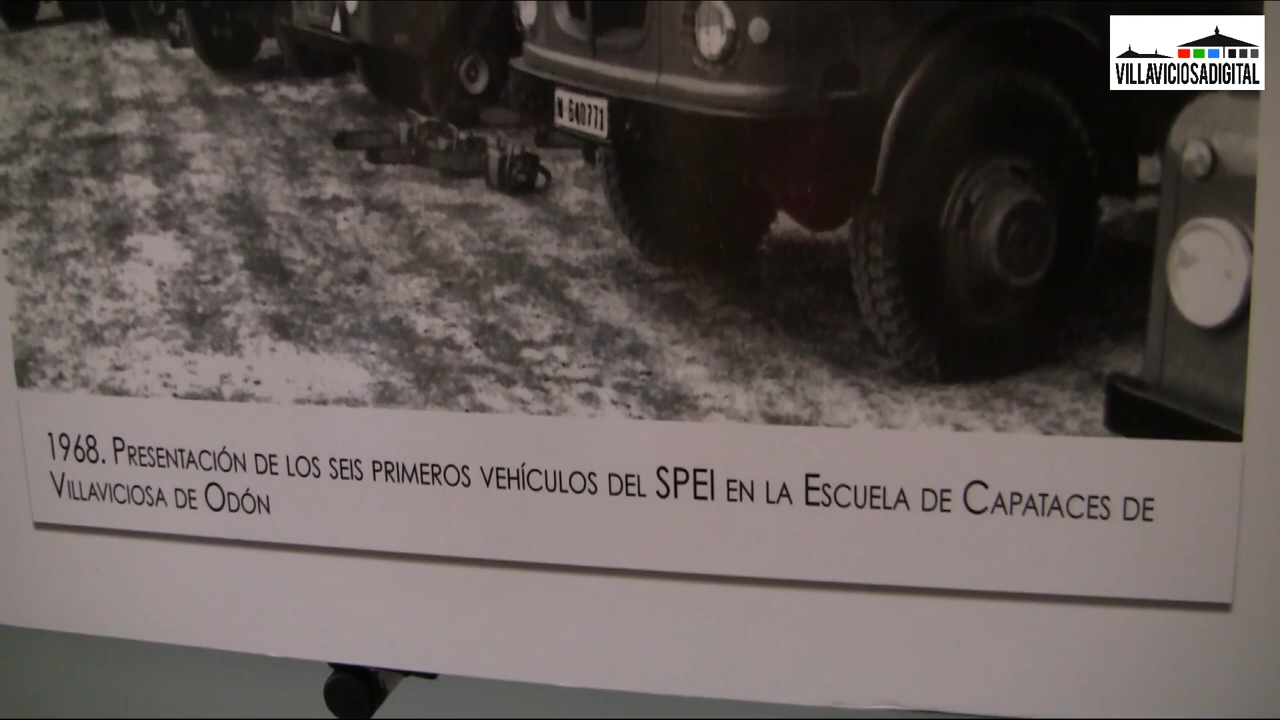 VILLAVICIOSADIGITAL
M 640771
1968. Presentación de los seis primeros vehículos del SPEI en la Escuela de Capataces de
Villaviciosa de Odón